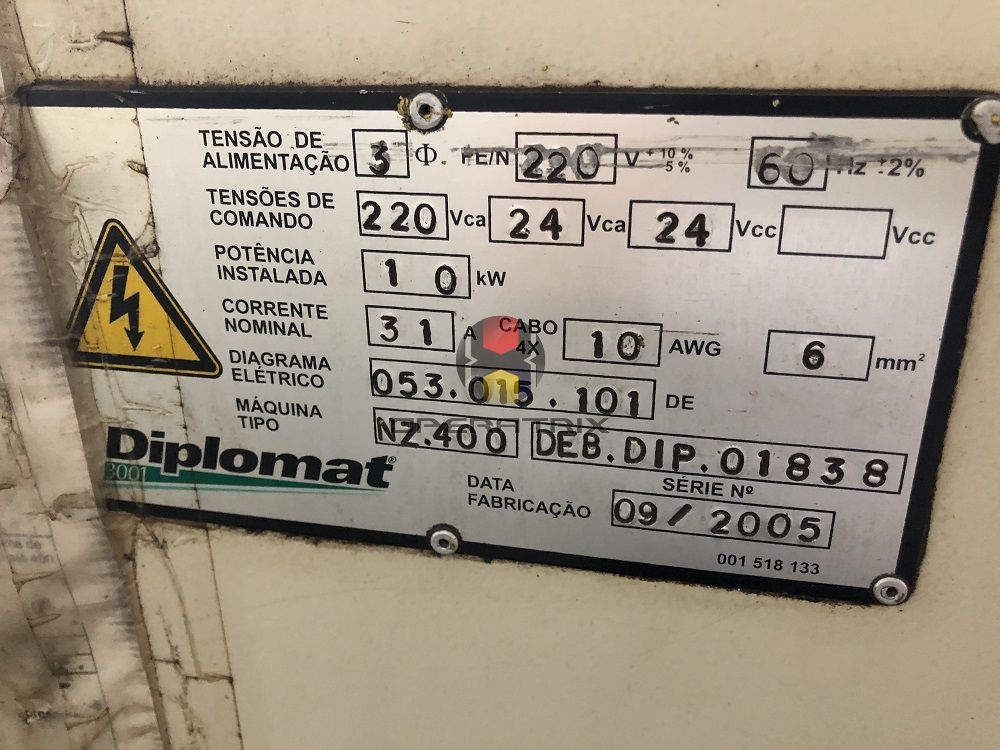 TENSÃO DE ALIMENTAÇÃO 3 Φ. PE/N 220 V +10% 5% 60 Hz ±2%
TENSÕES DE COMANDO 220 Vca 24 Vca 24 Vcc Vcc
POTÊNCIA INSTALADA 10 kW
CORRENTE NOMINAL 31 A CABO 4X 10 AWG 6 mm²
DIAGRAMA ELÉTRICO 053.015.101 DE
MÁQUINA TIPO NZ.400 DEB.DIP.01838
OPERATRIX
Diplomat®
3001
SÉRIE Nº
DATA FABRICAÇÃO 09/2005
001 518 133